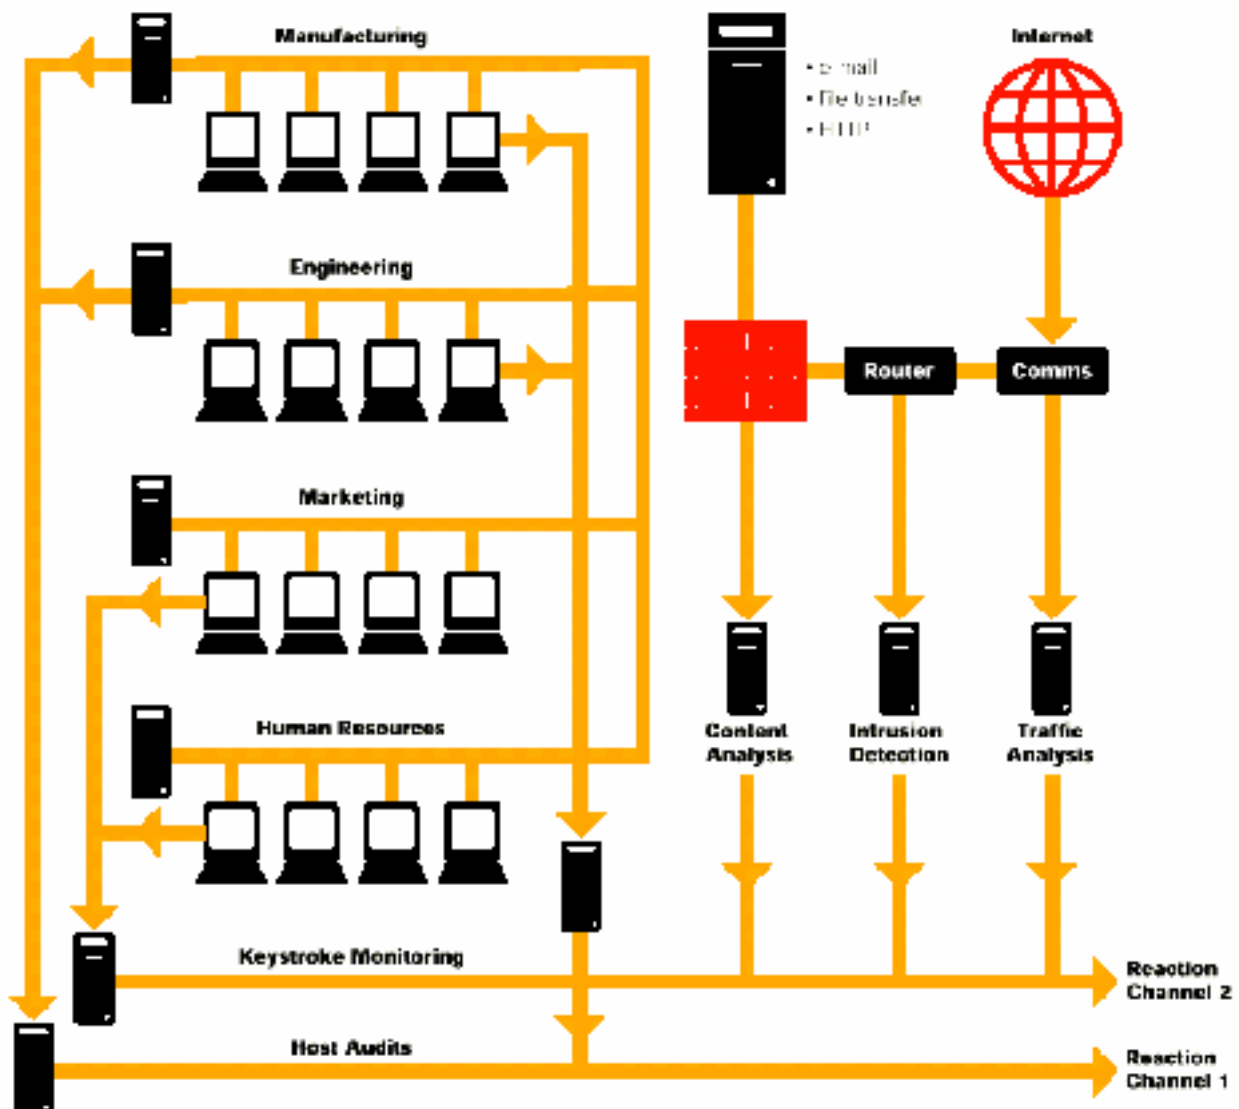 Manufacturing
• e-mail
• file transfer
• HTTP
Internet
Engineering
Router
Comms
Marketing
Human Resources
Content
Analysis
Intrusion
Detection
Traffic
Analysis
Keystroke Monitoring
Reaction
Channel 2
Host Audits
Reaction
Channel 1